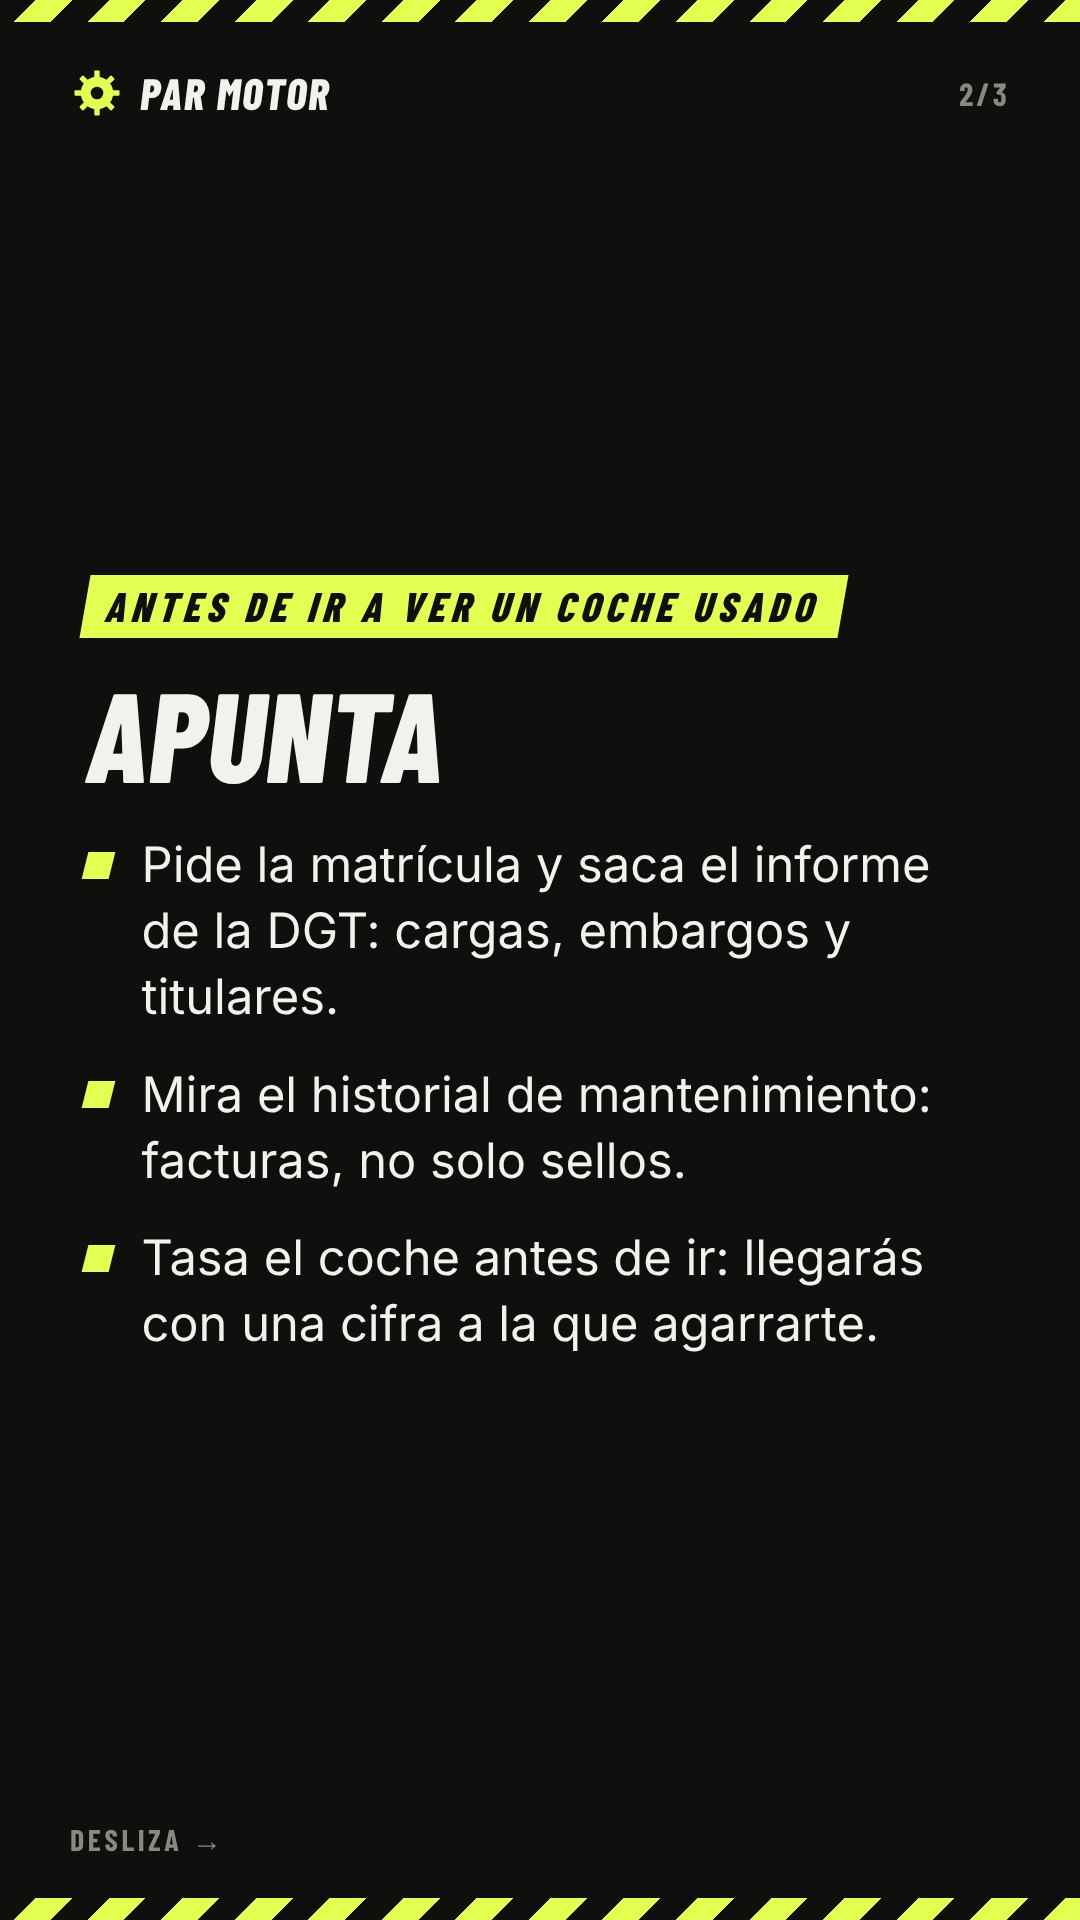 PAR MOTOR
2/3
ANTES DE IR A VER UN COCHE USADO
APUNTA
Pide la matrícula y saca el informe
de la DGT: cargas, embargos y
titulares.
Mira el historial de mantenimiento:
facturas, no solo sellos.
Tasa el coche antes de ir: llegarás
con una cifra a la que agarrarte.
DESLIZA →